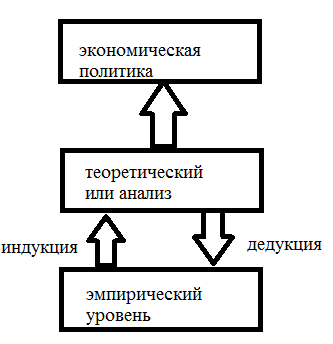 экономическая
политика
теоретический
или анализ
индукция
дедукция
эмпирический
уровень